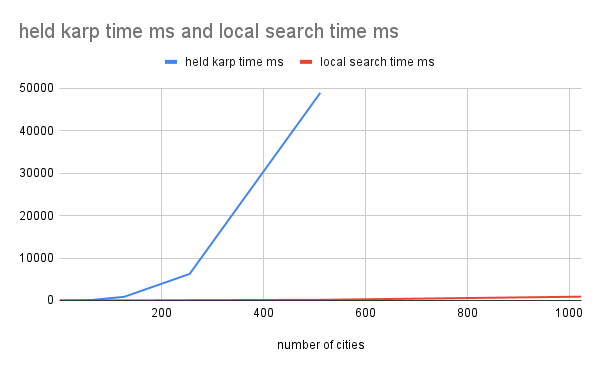 held karp time ms and local search time ms
held karp time ms local search time ms
50000
40000
30000
20000
10000
0
200 400 600 800 1000
number of cities